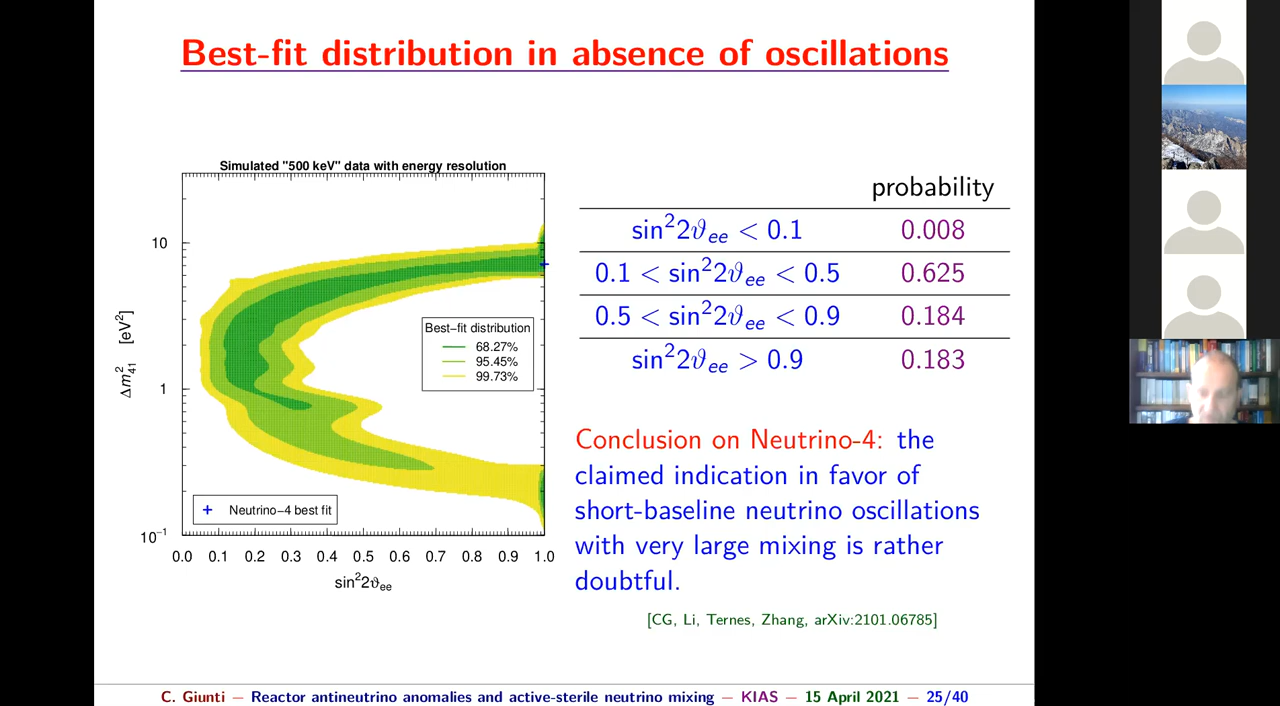 Best-fit distribution in absence of oscillations
Simulated "500 keV" data with energy resolution
Δm²₄₁ [eV²]
10
1
10⁻¹
Best−fit distribution
68.27%
95.45%
99.73%
Neutrino−4 best fit
0.0 0.1 0.2 0.3 0.4 0.5 0.6 0.7 0.8 0.9 1.0
sin²2ϑₑₑ
probability
sin²2ϑₑₑ < 0.1 0.008
0.1 < sin²2ϑₑₑ < 0.5 0.625
0.5 < sin²2ϑₑₑ < 0.9 0.184
sin²2ϑₑₑ > 0.9 0.183
Conclusion on Neutrino-4: the
claimed indication in favor of
short-baseline neutrino oscillations
with very large mixing is rather
doubtful.
[CG, Li, Ternes, Zhang, arXiv:2101.06785]
C. Giunti − Reactor antineutrino anomalies and active-sterile neutrino mixing − KIAS − 15 April 2021 − 25/40